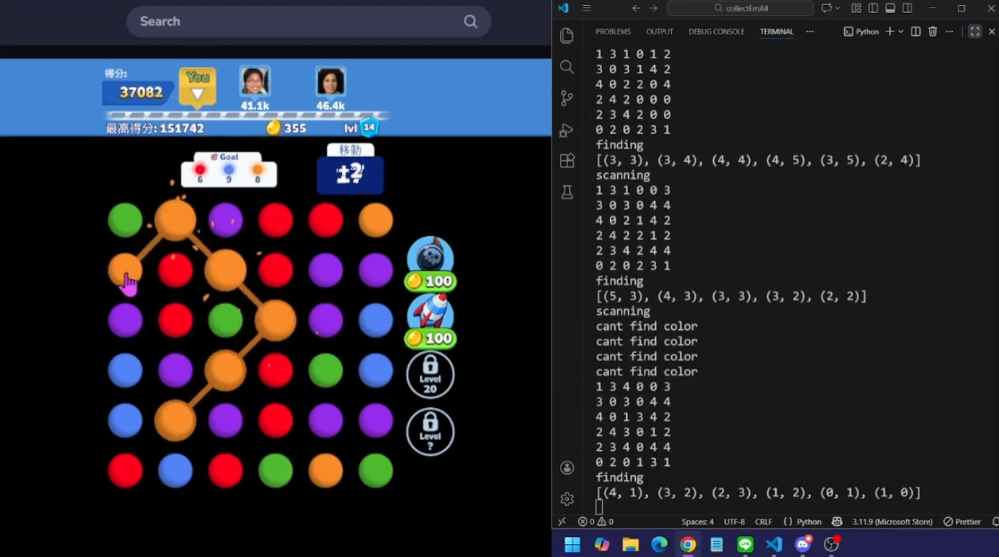 Search
得分:
37082
You
41.1k
46.4k
最高得分: 151742
355
lvl 14
Goal
6 9 8
移動
100
100
Level
20
Level
?
collectEmAll
PROBLEMS OUTPUT DEBUG CONSOLE TERMINAL ··· Python
1 3 1 0 1 2
3 0 3 1 4 2
4 0 2 2 0 4
2 4 2 0 0 0
2 3 4 2 0 0
0 2 0 2 3 1
finding
[(3, 3), (3, 4), (4, 4), (4, 5), (3, 5), (2, 4)]
scanning
1 3 1 0 0 3
3 0 3 0 4 4
4 0 2 1 4 2
2 4 2 2 1 2
2 3 4 2 4 4
0 2 0 2 3 1
finding
[(5, 3), (4, 3), (3, 3), (3, 2), (2, 2)]
scanning
cant find color
cant find color
cant find color
cant find color
1 3 4 0 0 3
3 0 3 0 4 4
4 0 1 3 4 2
2 4 3 0 1 2
2 3 4 0 4 4
0 2 0 1 3 1
finding
[(4, 1), (3, 2), (2, 3), (1, 2), (0, 1), (1, 0)]
0 0 Spaces: 4 UTF-8 CRLF { } Python 3.11.9 (Microsoft Store) Prettier